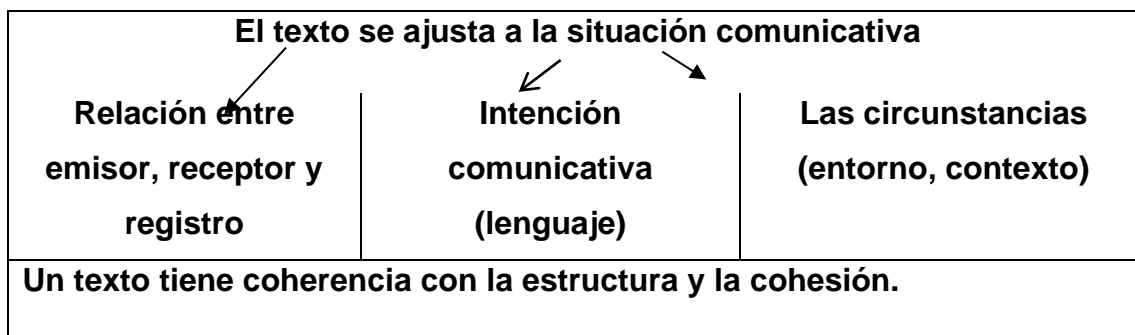 El texto se ajusta a la situación comunicativa
Relación entre
emisor, receptor y
registro
Intención
comunicativa
(lenguaje)
Las circunstancias
(entorno, contexto)
Un texto tiene coherencia con la estructura y la cohesión.